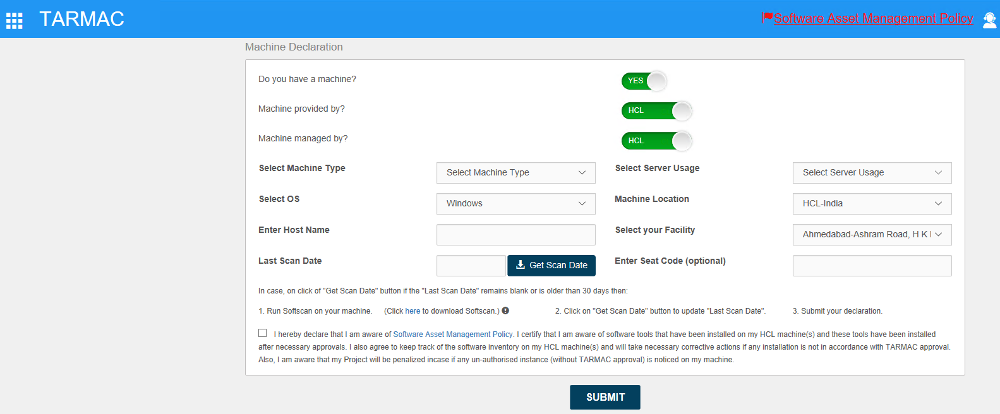 TARMAC
Software Asset Management Policy
Machine Declaration
Do you have a machine?
YES
Machine provided by?
HCL
Machine managed by?
HCL
Select Machine Type
Select Machine Type
Select Server Usage
Select Server Usage
Select OS
Windows
Machine Location
HCL-India
Enter Host Name
Select your Facility
Ahmedabad-Ashram Road, H K
Last Scan Date
Get Scan Date
Enter Seat Code (optional)
In case, on click of "Get Scan Date" button if the "Last Scan Date" remains blank or is older than 30 days then:
1. Run Softscan on your machine. (Click here to download Softscan.) 2. Click on "Get Scan Date" button to update "Last Scan Date". 3. Submit your declaration.
I hereby declare that I am aware of Software Asset Management Policy. I certify that I am aware of software tools that have been installed on my HCL machine(s) and these tools have been installed
after necessary approvals. I also agree to keep track of the software inventory on my HCL machine(s) and will take necessary corrective actions if any installation is not in accordance with TARMAC approval.
Also, I am aware that my Project will be penalized incase if any un-authorised instance (without TARMAC approval) is noticed on my machine.
SUBMIT